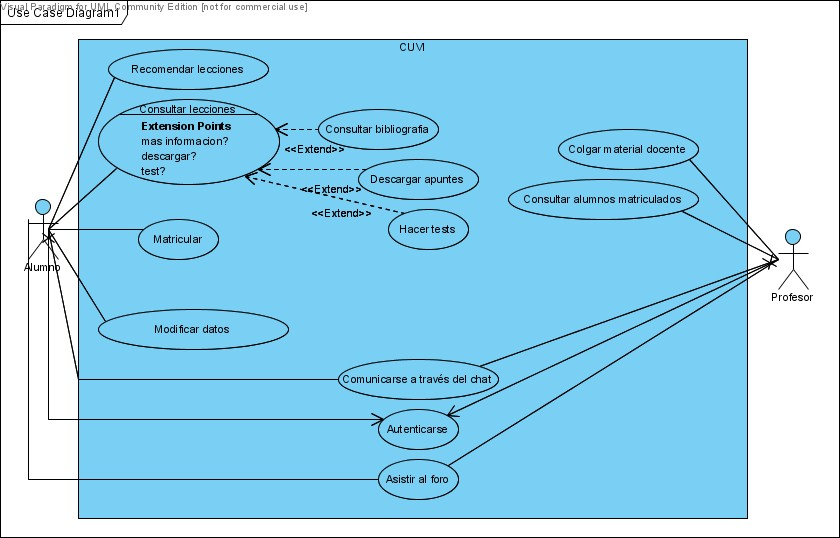 Visual Paradigm for UML Community Edition [not for commercial use]
Use Case Diagram1
CUVI
Recomendar lecciones
Consultar lecciones
Extension Points
mas informacion?
descargar?
test?
Consultar bibliografia
<<Extend>>
Descargar apuntes
<<Extend>>
<<Extend>>
Hacer tests
Colgar material docente
Consultar alumnos matriculados
Matricular
Alumno
Profesor
Modificar datos
Comunicarse a través del chat
Autenticarse
Asistir al foro